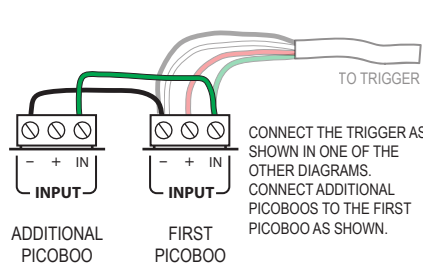 TO TRIGGER
CONNECT THE TRIGGER AS
SHOWN IN ONE OF THE
OTHER DIAGRAMS.
CONNECT ADDITIONAL
PICOBOOS TO THE FIRST
PICOBOO AS SHOWN.
– + IN
INPUT
ADDITIONAL
PICOBOO
– + IN
INPUT
FIRST
PICOBOO